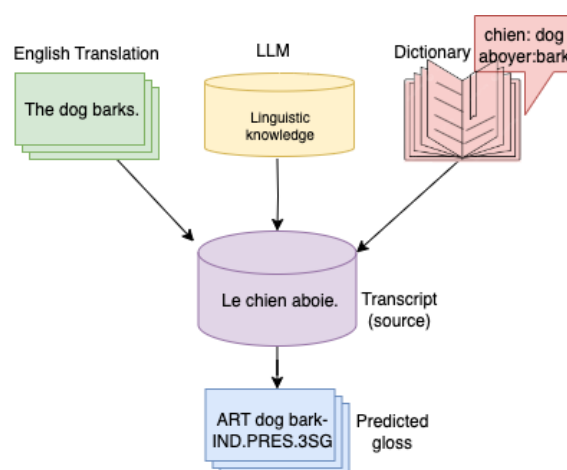 English Translation
LLM
Dictionary
chien: dog
aboyer:bark
The dog barks.
Linguistic
knowledge
Le chien aboie.
Transcript
(source)
ART dog bark-
IND.PRES.3SG
Predicted
gloss